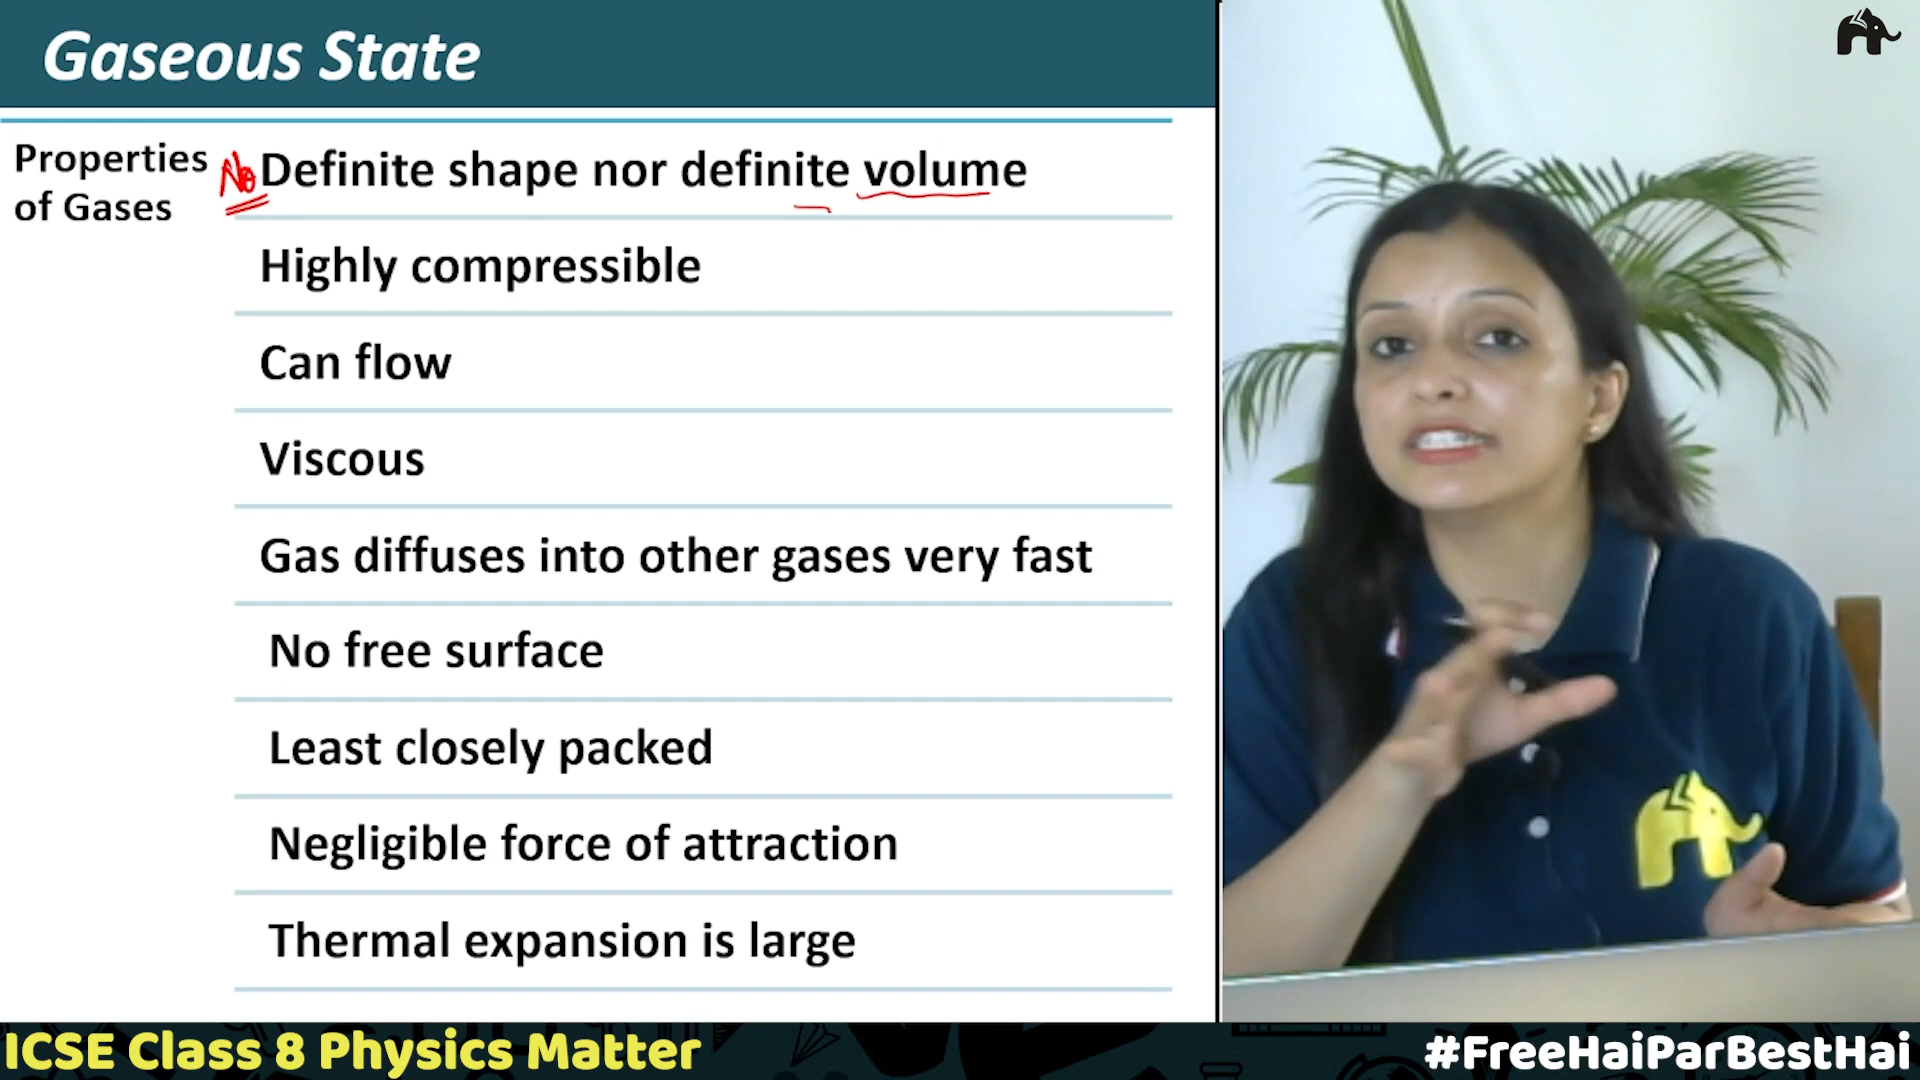 Gaseous State
Properties
of Gases
No Definite shape nor definite volume
Highly compressible
Can flow
Viscous
Gas diffuses into other gases very fast
No free surface
Least closely packed
Negligible force of attraction
Thermal expansion is large
ICSE Class 8 Physics Matter
#FreeHaiParBestHai